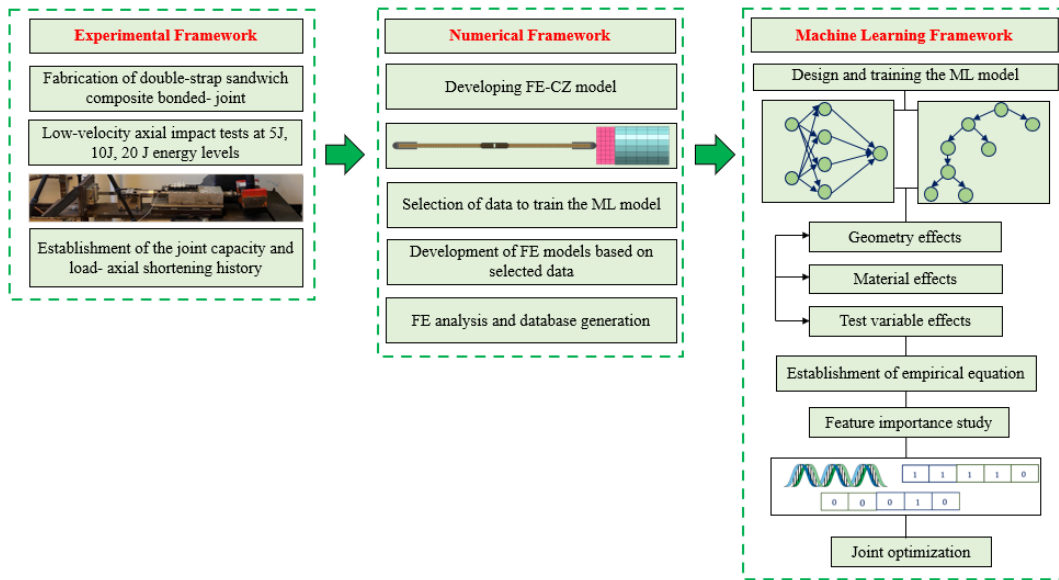 Experimental Framework
Fabrication of double-strap sandwich
composite bonded- joint
Low-velocity axial impact tests at 5J,
10J, 20 J energy levels
Establishment of the joint capacity and
load- axial shortening history
Numerical Framework
Developing FE-CZ model
Selection of data to train the ML model
Development of FE models based on
selected data
FE analysis and database generation
Machine Learning Framework
Design and training the ML model
Geometry effects
Material effects
Test variable effects
Establishment of empirical equation
Feature importance study
1 1 1 1 0
0 0 0 1 0
Joint optimization